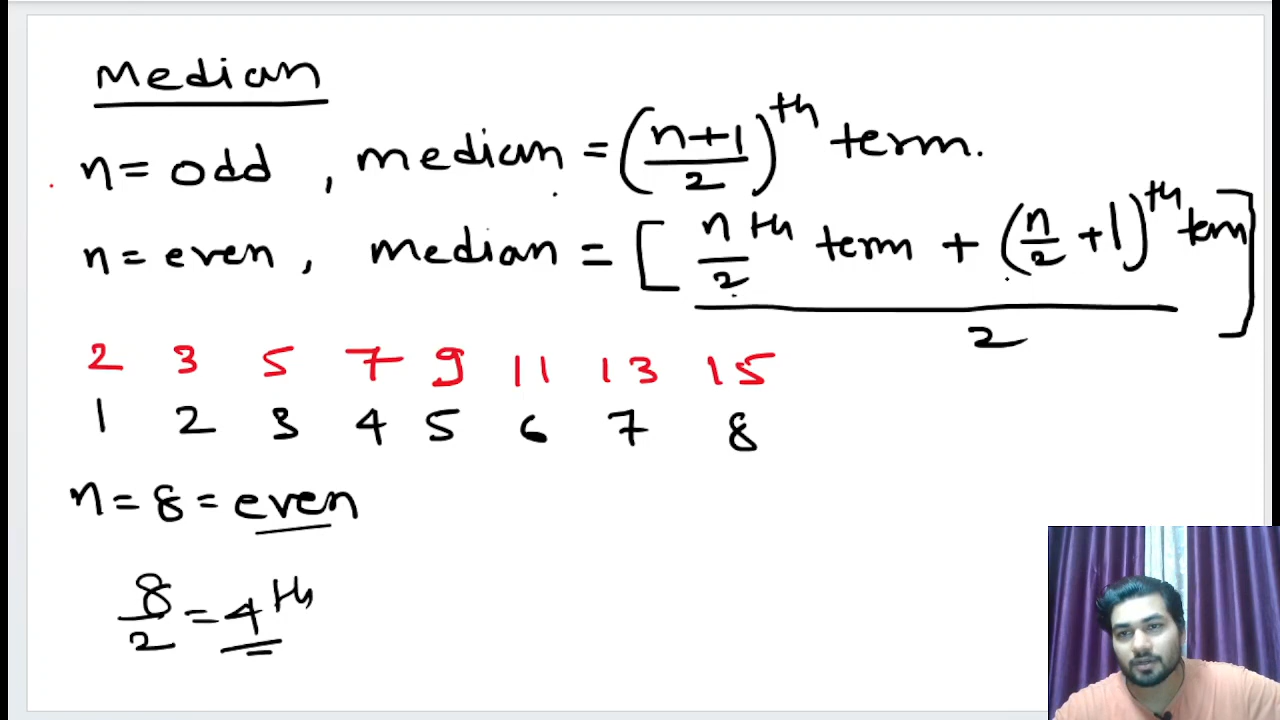 Median
n = odd , median = (n+1/2)th term.
n = even , median = [n/2 th term + (n/2 + 1)th term / 2]
2 3 5 7 9 11 13 15
1 2 3 4 5 6 7 8
n = 8 = even
8/2 = 4th